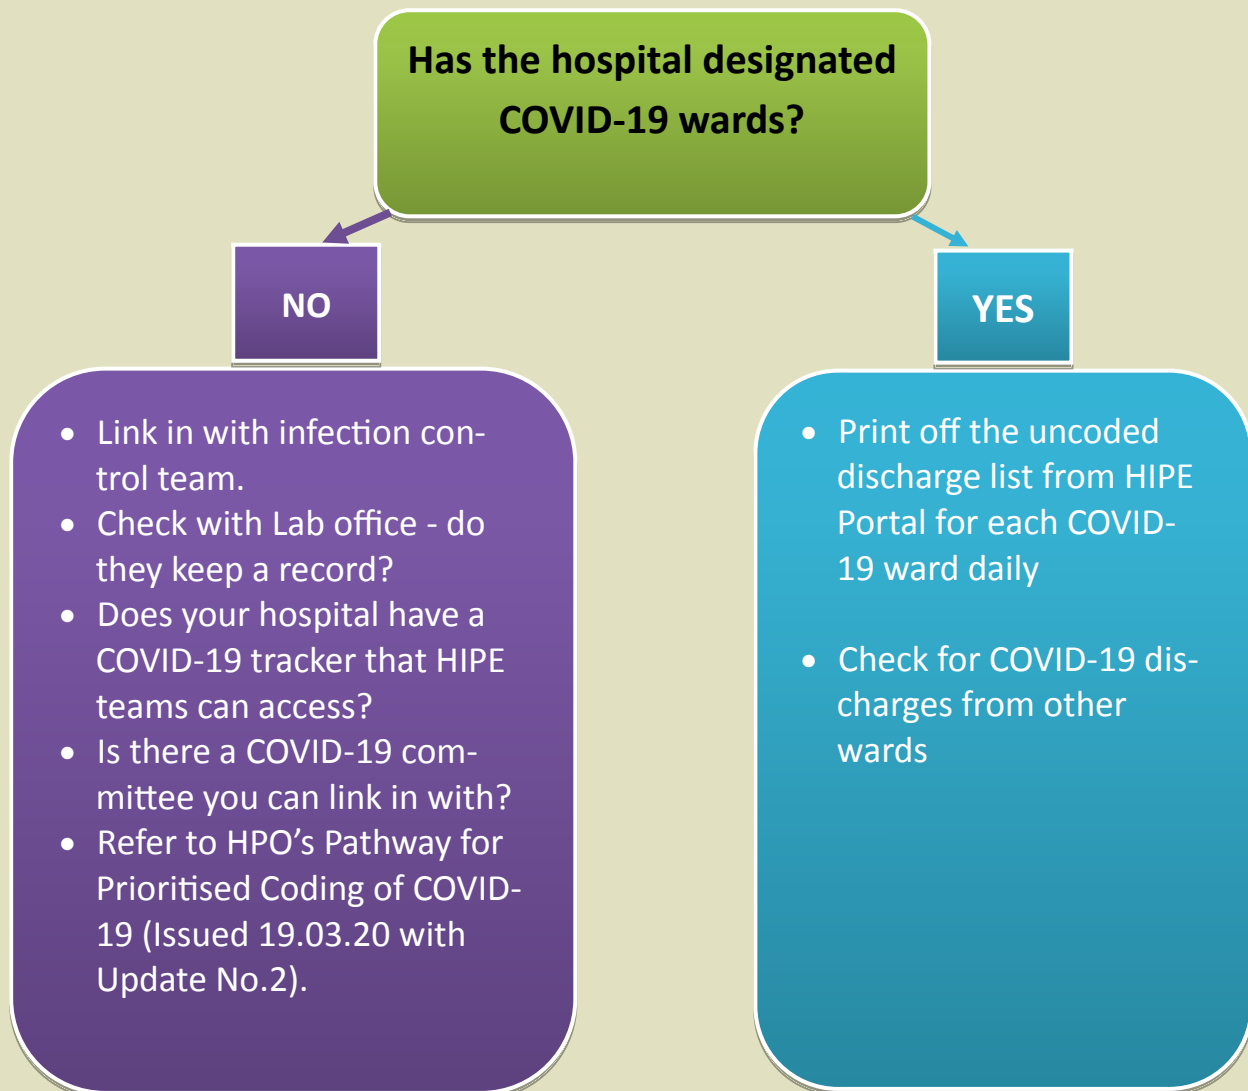 Has the hospital designated
COVID-19 wards?
NO
YES
• Link in with infection con-
trol team.
• Check with Lab office - do
they keep a record?
• Does your hospital have a
COVID-19 tracker that HIPE
teams can access?
• Is there a COVID-19 com-
mittee you can link in with?
• Refer to HPO’s Pathway for
Prioritised Coding of COVID-
19 (Issued 19.03.20 with
Update No.2).
• Print off the uncoded
discharge list from HIPE
Portal for each COVID-
19 ward daily
• Check for COVID-19 dis-
charges from other
wards